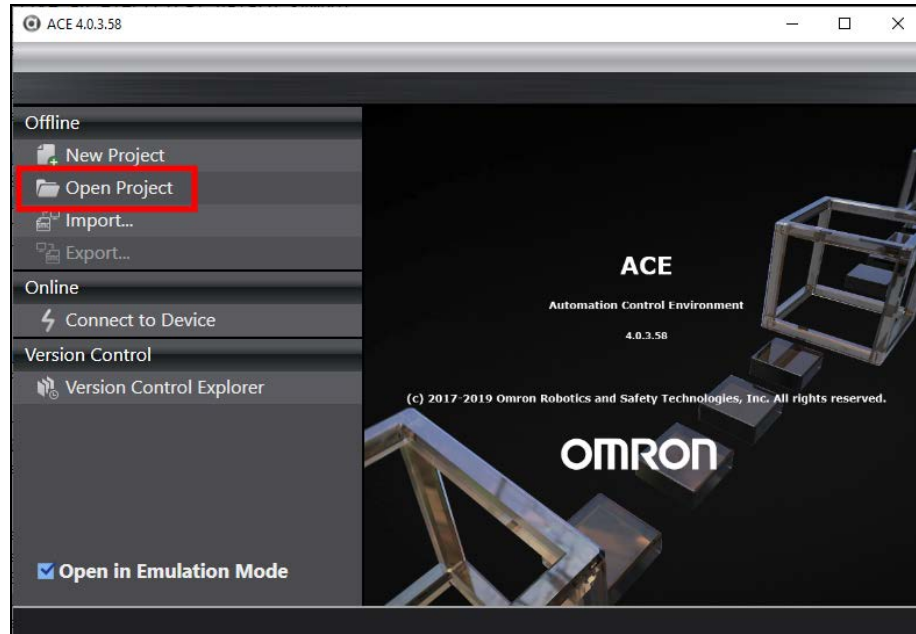 ACE 4.0.3.58
Offline
New Project
Open Project
Import...
Export...
Online
Connect to Device
Version Control
Version Control Explorer
Open in Emulation Mode
ACE
Automation Control Environment
4.0.3.58
(c) 2017-2019 Omron Robotics and Safety Technologies, Inc. All rights reserved.
OMRON